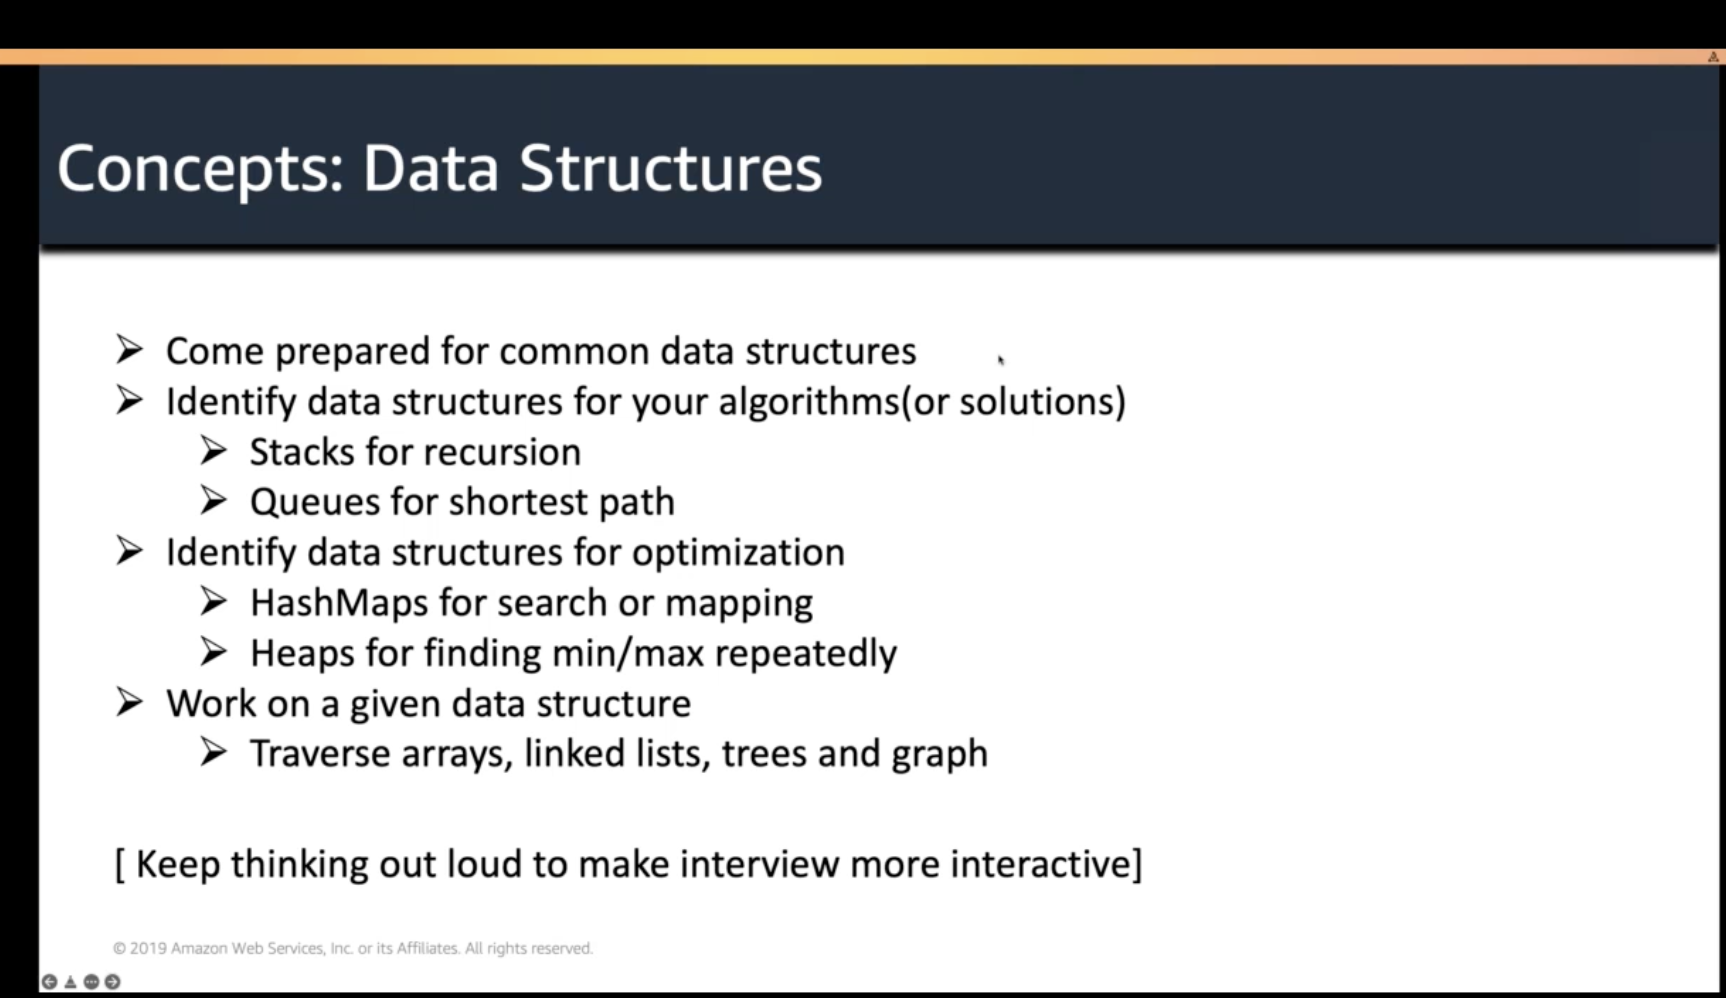 Concepts: Data Structures
➢ Come prepared for common data structures
➢ Identify data structures for your algorithms(or solutions)
➢ Stacks for recursion
➢ Queues for shortest path
➢ Identify data structures for optimization
➢ HashMaps for search or mapping
➢ Heaps for finding min/max repeatedly
➢ Work on a given data structure
➢ Traverse arrays, linked lists, trees and graph
[ Keep thinking out loud to make interview more interactive]
© 2019 Amazon Web Services, Inc. or its Affiliates. All rights reserved.